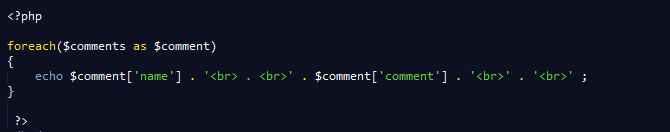 <?php
foreach($comments as $comment)
{
    echo $comment['name'] . '<br> . <br>' . $comment['comment'] . '<br>' . '<br>' ;
}
?>